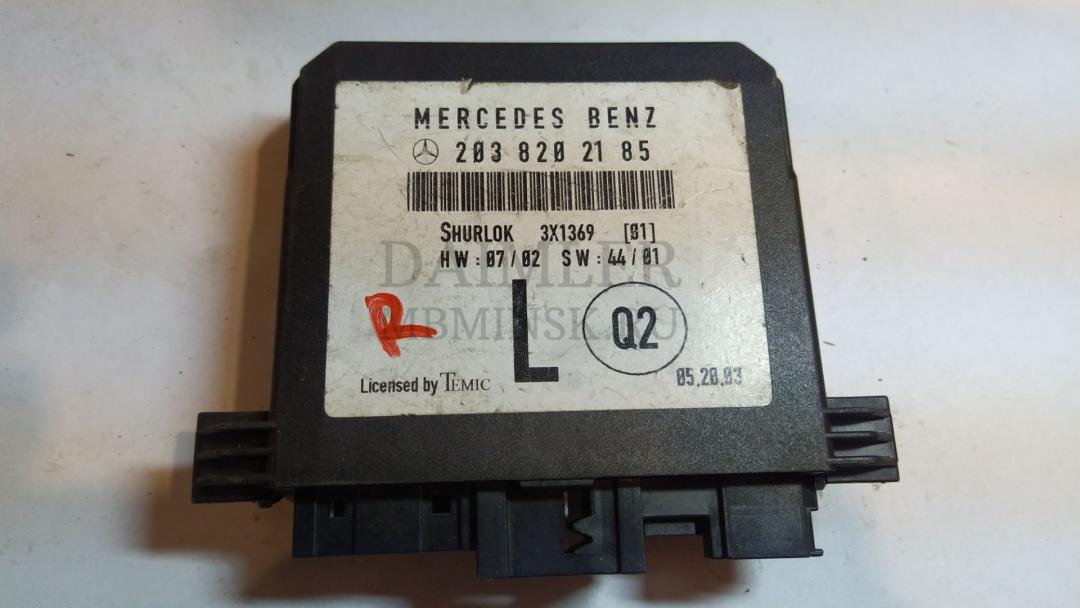 MERCEDES BENZ
203 820 21 85
SHURLOK 3X1369 [01]
HW: 07/02 SW: 44/01
DAIMLER
R
L
Q2
MBMINSK.RU
Licensed by TEMIC
05.20.03